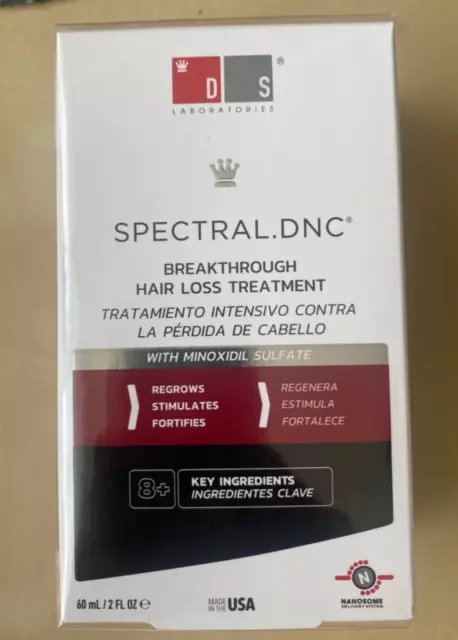 DS®
LABORATORIES
SPECTRAL.DNC®
BREAKTHROUGH
HAIR LOSS TREATMENT
TRATAMIENTO INTENSIVO CONTRA
LA PÉRDIDA DE CABELLO
WITH MINOXIDIL SULFATE
REGROWS
STIMULATES
FORTIFIES
REGENERA
ESTIMULA
FORTALECE
8+
KEY INGREDIENTS
INGREDIENTES CLAVE
60 mL / 2 FL OZ ℮
MADE IN THE USA
N
NANOSOME
DELIVERY SYSTEM